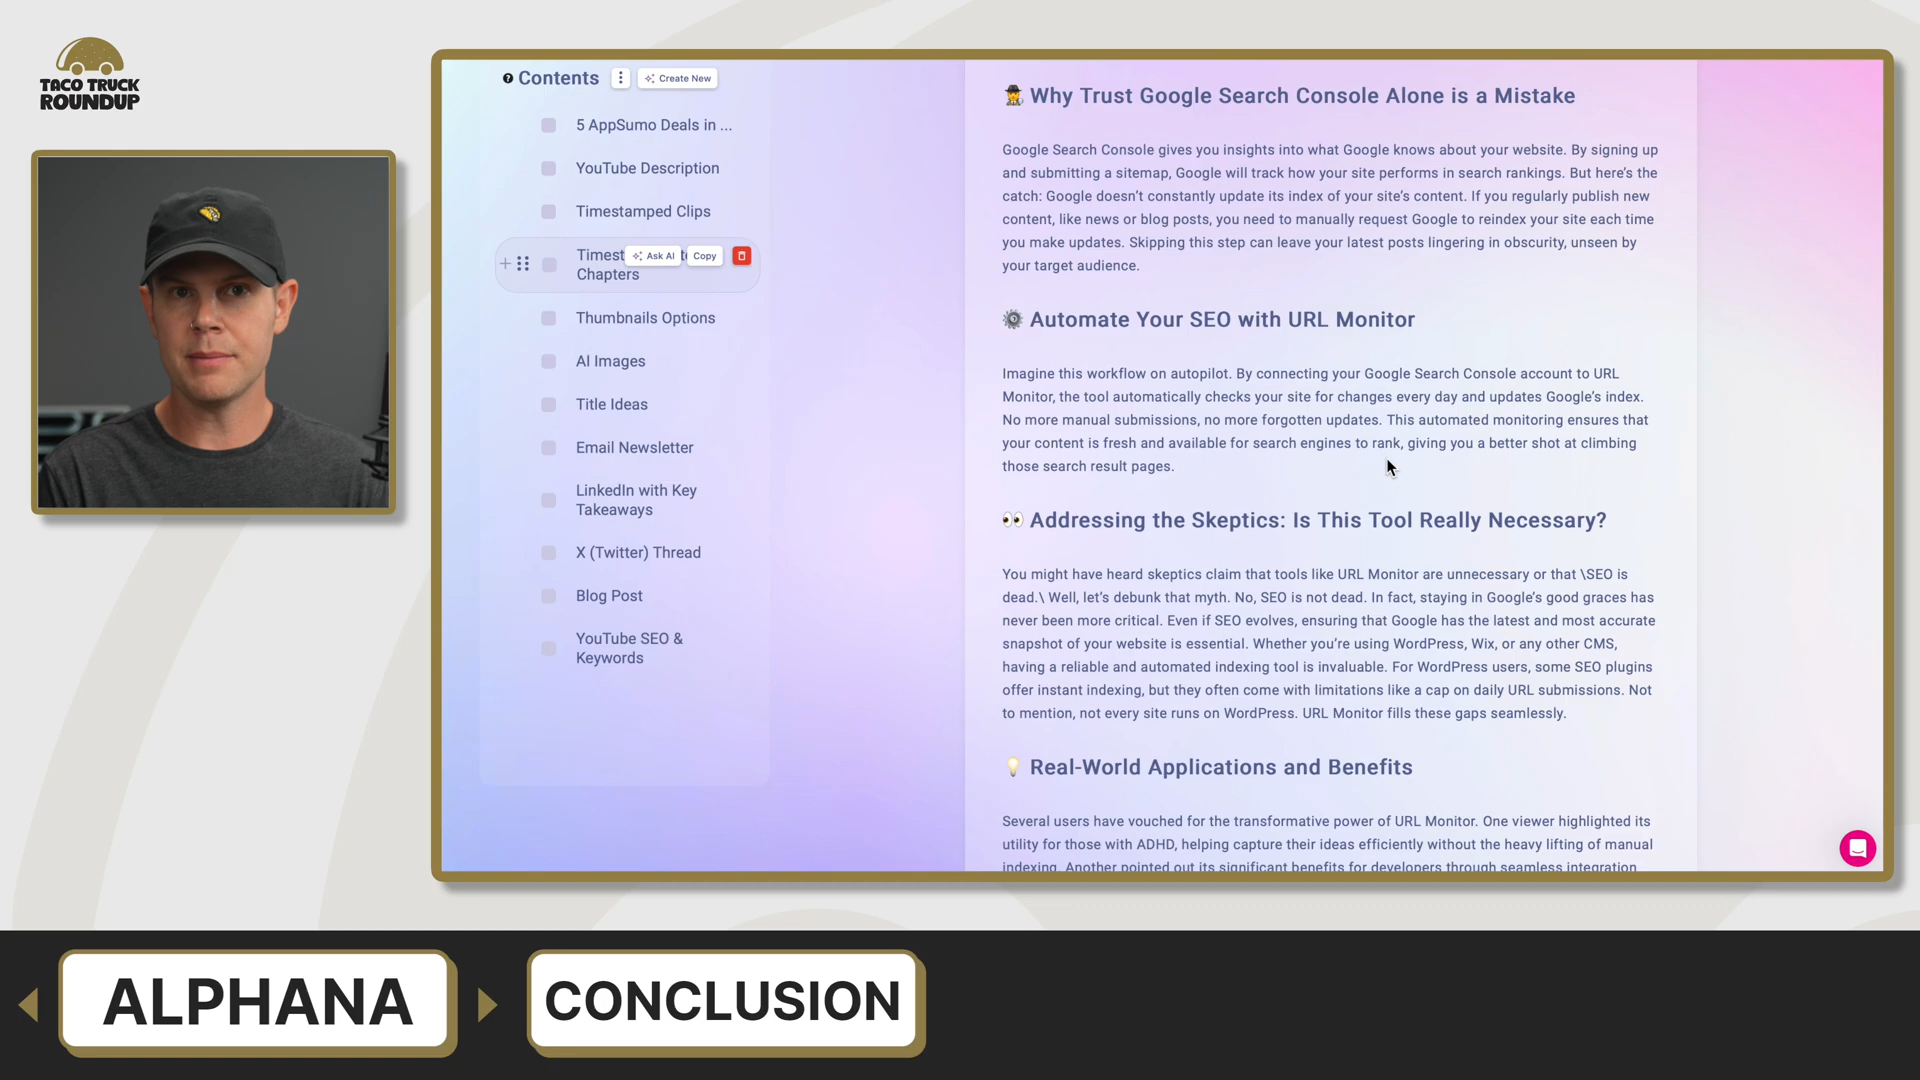 TACO TRUCK
ROUNDUP
Contents
Create New
5 AppSumo Deals in ...
YouTube Description
Timestamped Clips
Timest
Ask AI
Copy
Chapters
Thumbnails Options
AI Images
Title Ideas
Email Newsletter
LinkedIn with Key
Takeaways
X (Twitter) Thread
Blog Post
YouTube SEO &
Keywords
Why Trust Google Search Console Alone is a Mistake
Google Search Console gives you insights into what Google knows about your website. By signing up
and submitting a sitemap, Google will track how your site performs in search rankings. But here’s the
catch: Google doesn’t constantly update its index of your site’s content. If you regularly publish new
content, like news or blog posts, you need to manually request Google to reindex your site each time
you make updates. Skipping this step can leave your latest posts lingering in obscurity, unseen by
your target audience.
Automate Your SEO with URL Monitor
Imagine this workflow on autopilot. By connecting your Google Search Console account to URL
Monitor, the tool automatically checks your site for changes every day and updates Google’s index.
No more manual submissions, no more forgotten updates. This automated monitoring ensures that
your content is fresh and available for search engines to rank, giving you a better shot at climbing
those search result pages.
Addressing the Skeptics: Is This Tool Really Necessary?
You might have heard skeptics claim that tools like URL Monitor are unnecessary or that \SEO is
dead.\ Well, let’s debunk that myth. No, SEO is not dead. In fact, staying in Google’s good graces has
never been more critical. Even if SEO evolves, ensuring that Google has the latest and most accurate
snapshot of your website is essential. Whether you’re using WordPress, Wix, or any other CMS,
having a reliable and automated indexing tool is invaluable. For WordPress users, some SEO plugins
offer instant indexing, but they often come with limitations like a cap on daily URL submissions. Not
to mention, not every site runs on WordPress. URL Monitor fills these gaps seamlessly.
Real-World Applications and Benefits
Several users have vouched for the transformative power of URL Monitor. One viewer highlighted its
utility for those with ADHD, helping capture their ideas efficiently without the heavy lifting of manual
indexing. Another pointed out its significant benefits for developers through seamless integration
ALPHANA
CONCLUSION